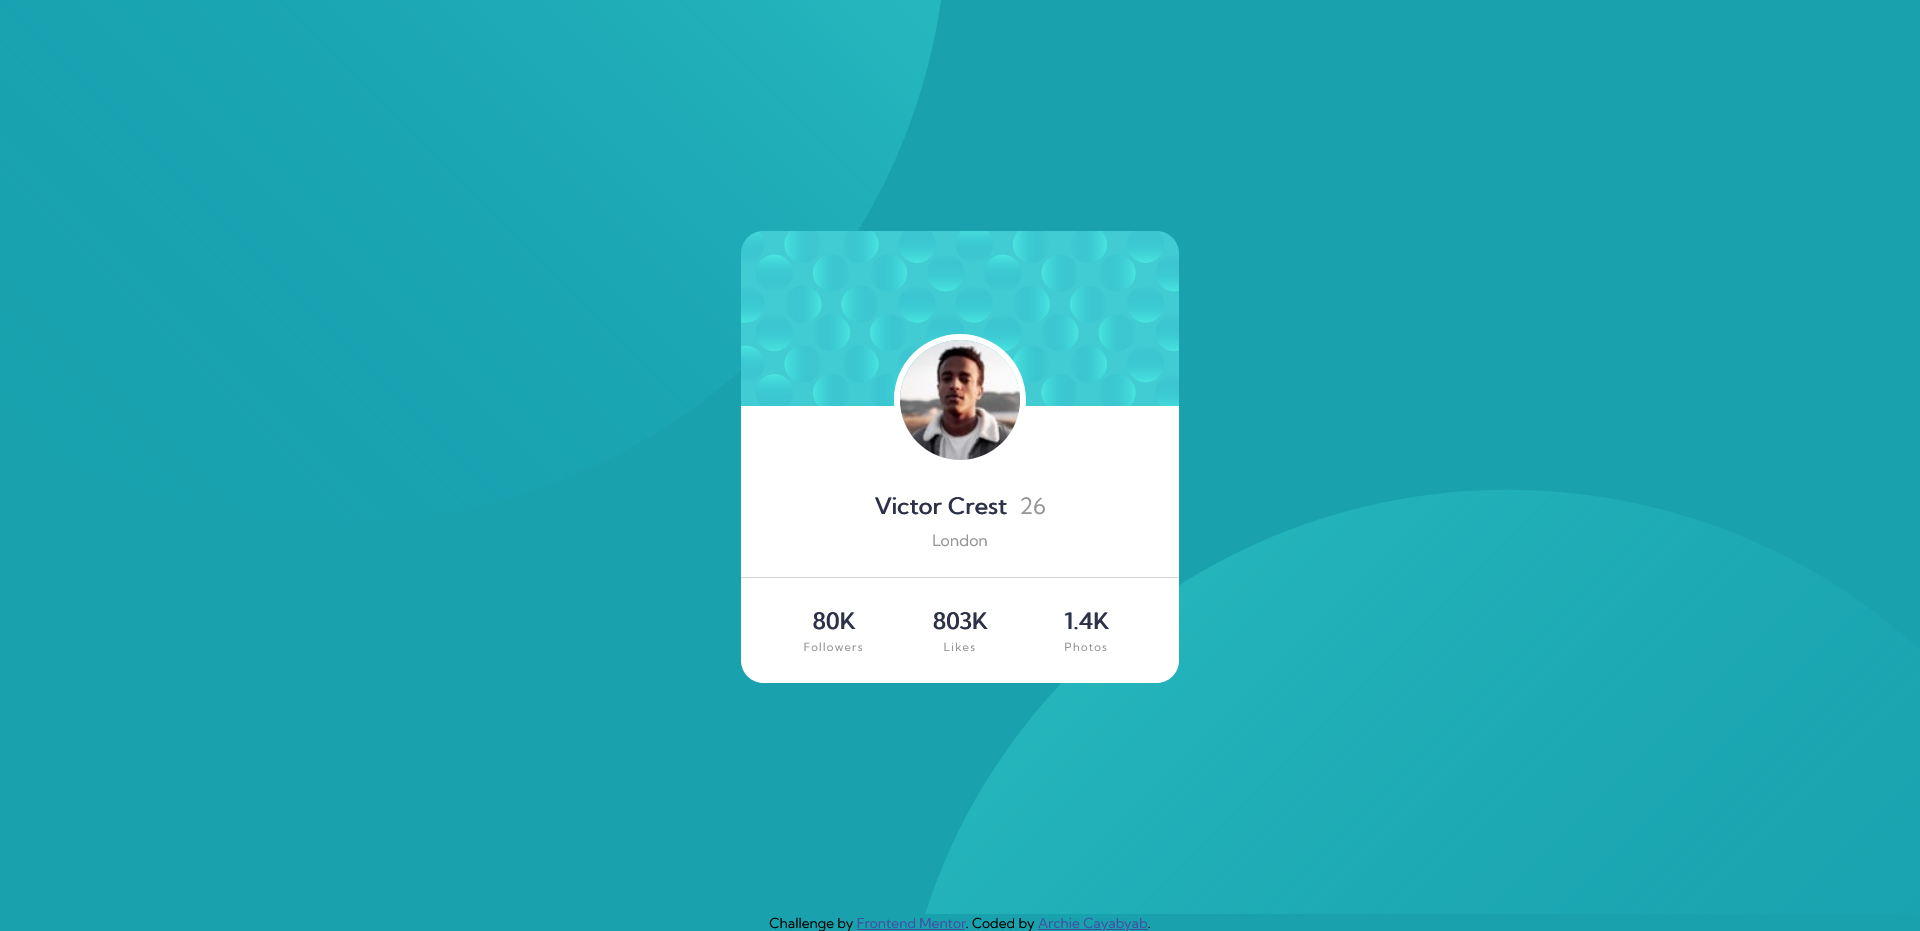 Victor Crest 26
London
80K 803K 1.4K
Followers Likes Photos
Challenge by Frontend Mentor. Coded by Archie Cayabyab.